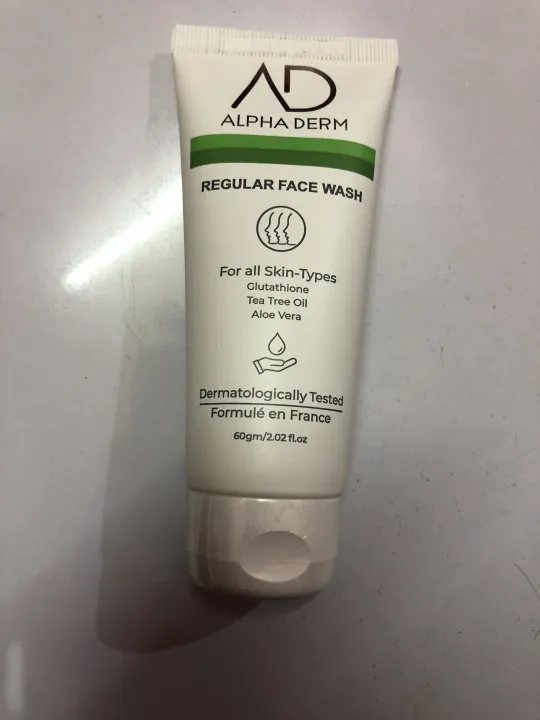 AD
ALPHA DERM
REGULAR FACE WASH
For all Skin-Types
Glutathione
Tea Tree Oil
Aloe Vera
Dermatologically Tested
Formulé en France
60gm/2.02 fl.oz